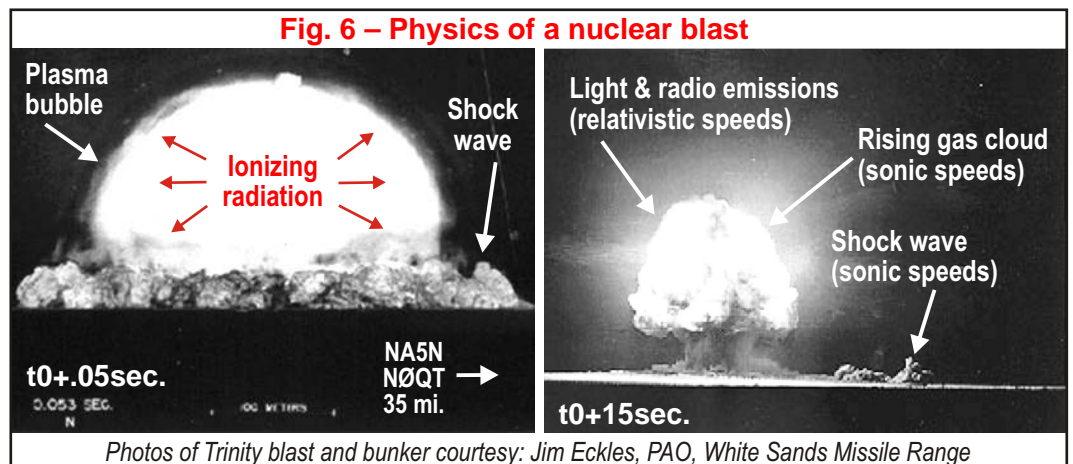 Fig. 6 – Physics of a nuclear blast
Plasma
bubble
Shock
wave
Ionizing
radiation
t0+.05sec.
0.053 SEC.
N
100 METERS
NA5N
NØQT
35 mi.
Light & radio emissions
(relativistic speeds)
Rising gas cloud
(sonic speeds)
Shock wave
(sonic speeds)
t0+15sec.
Photos of Trinity blast and bunker courtesy: Jim Eckles, PAO, White Sands Missile Range